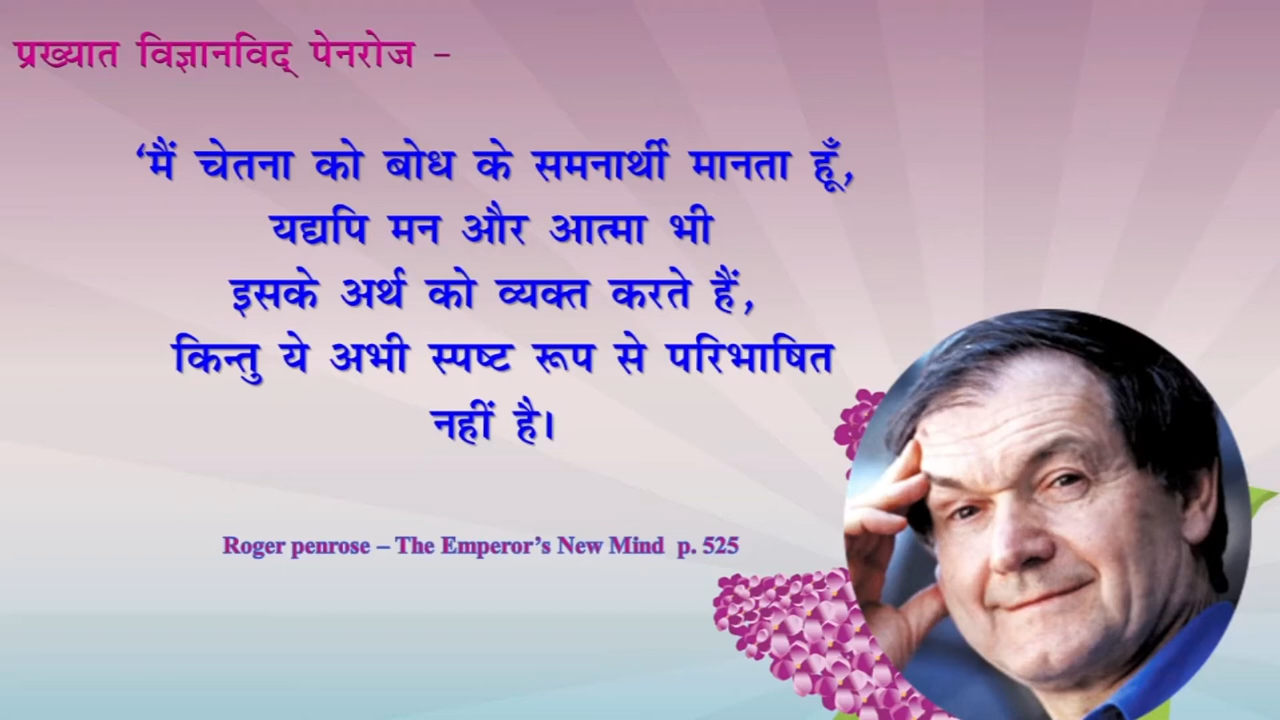 प्रख्यात विज्ञानविद् पेनरोज -
‘मैं चेतना को बोध के समनार्थी मानता हूँ,
यद्यपि मन और आत्मा भी
इसके अर्थ को व्यक्त करते हैं,
किन्तु ये अभी स्पष्ट रूप से परिभाषित
नहीं है।
Roger penrose – The Emperor’s New Mind p. 525